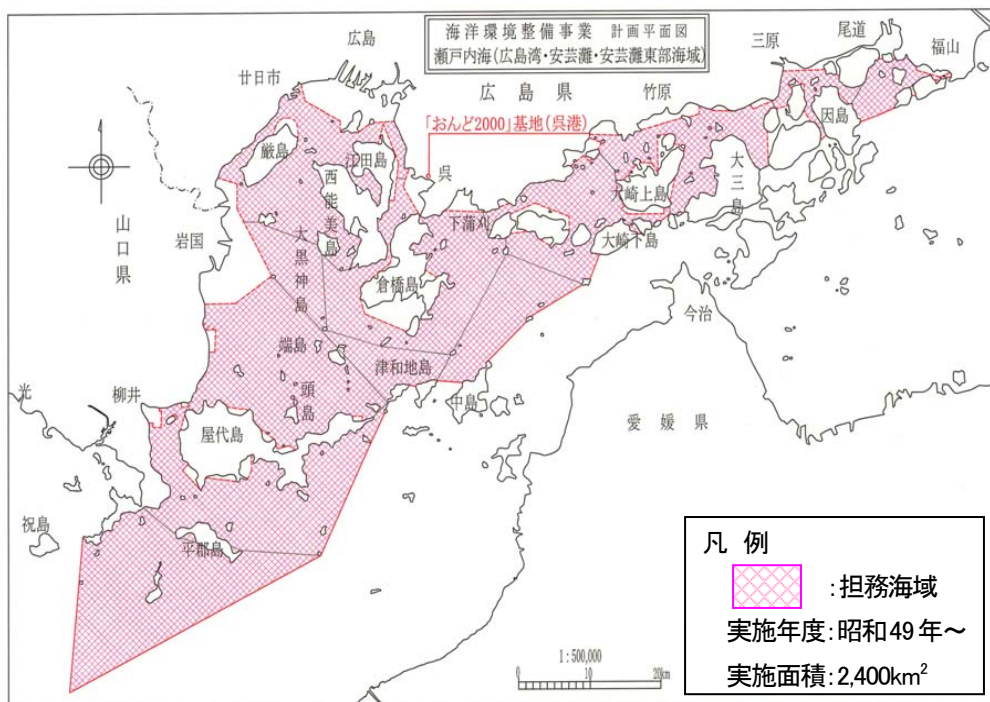 海洋環境整備事業 計画平面図
瀬戸内海(広島湾・安芸灘・安芸灘東部海域)
広島
廿日市
三原
尾道
福山
広島県
竹原
「おんど2000」基地(呉港)
因島
厳島
江田島
呉
西能美島
大崎上島
大三島
山口県
岩国
大黒神島
下蒲刈
大崎下島
倉橋島
今治
端島
津和地島
光
柳井
頭島
中島
屋代島
愛媛県
祝島
平郡島
1:500,000
0 10 20km
凡 例
:担務海域
実施年度:昭和49年～
実施面積:2,400km²